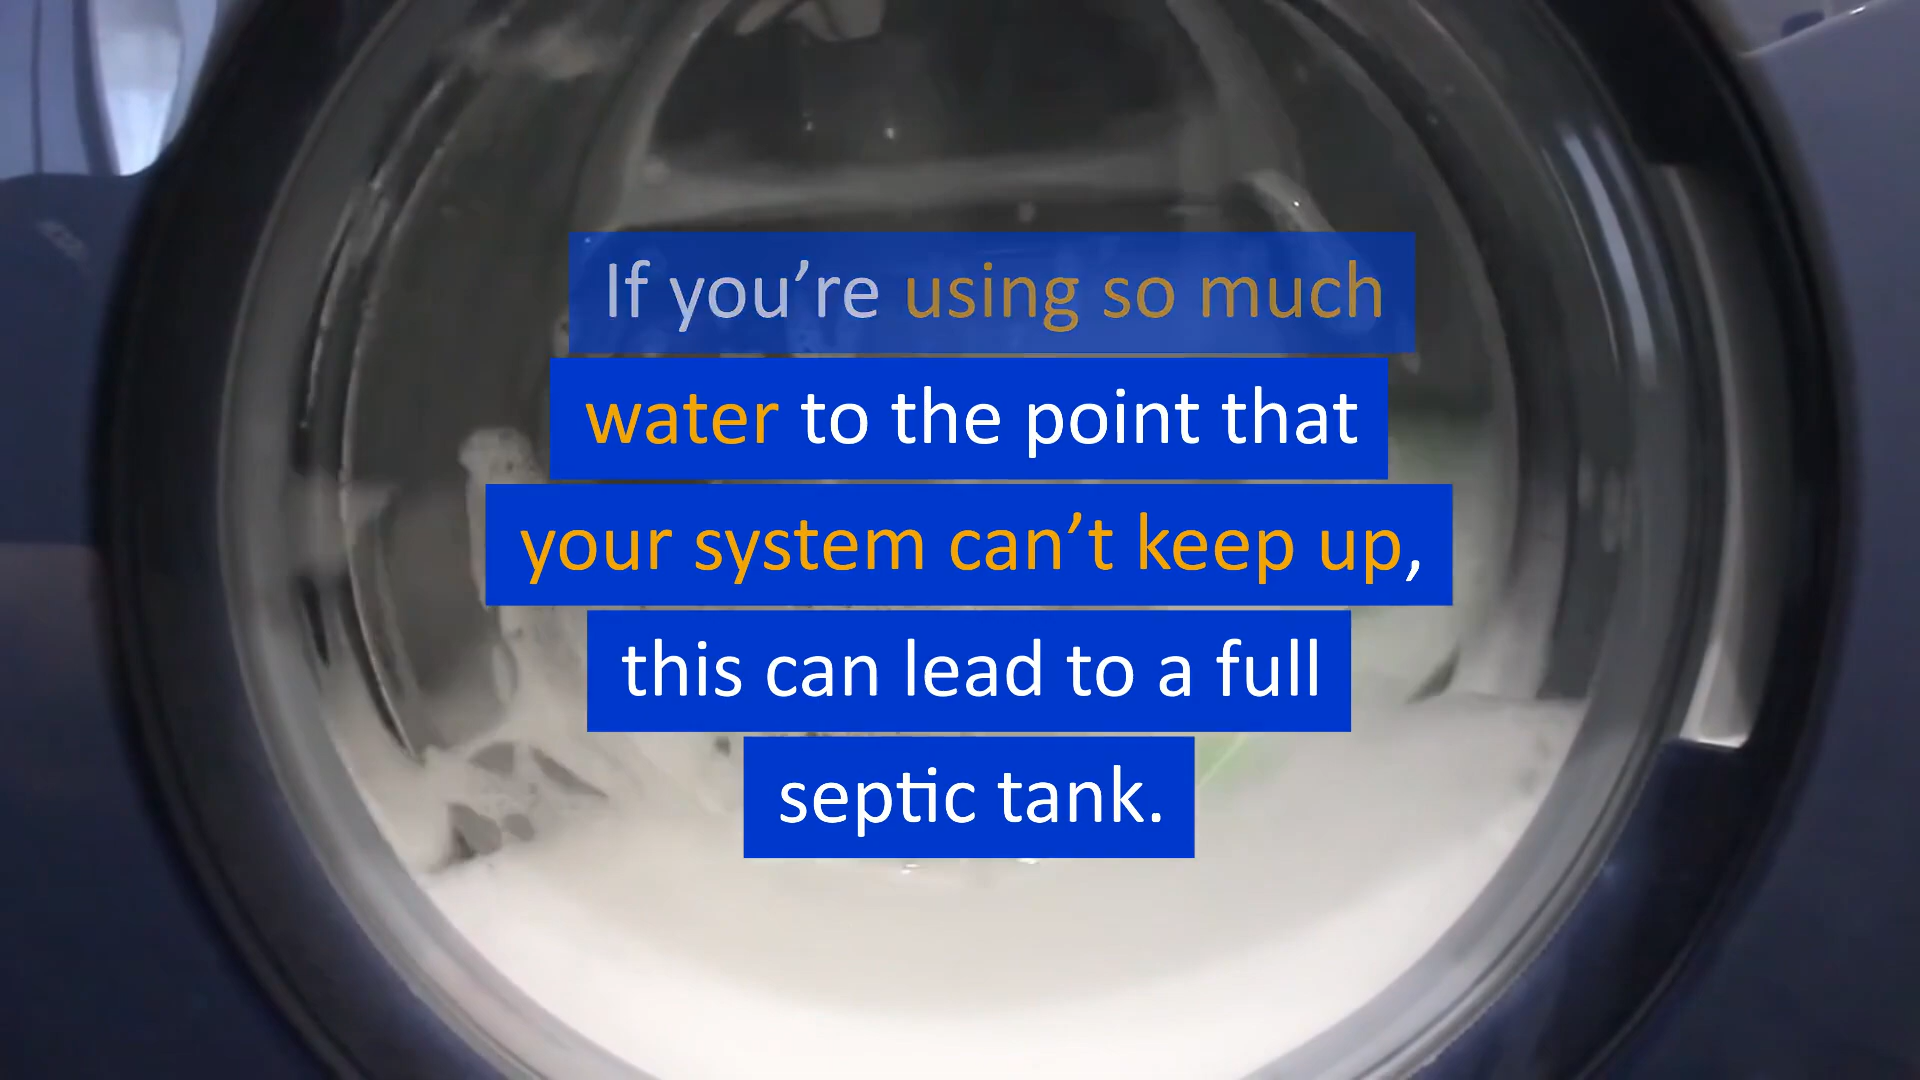 If you’re using so much
water to the point that
your system can’t keep up,
this can lead to a full
septic tank.